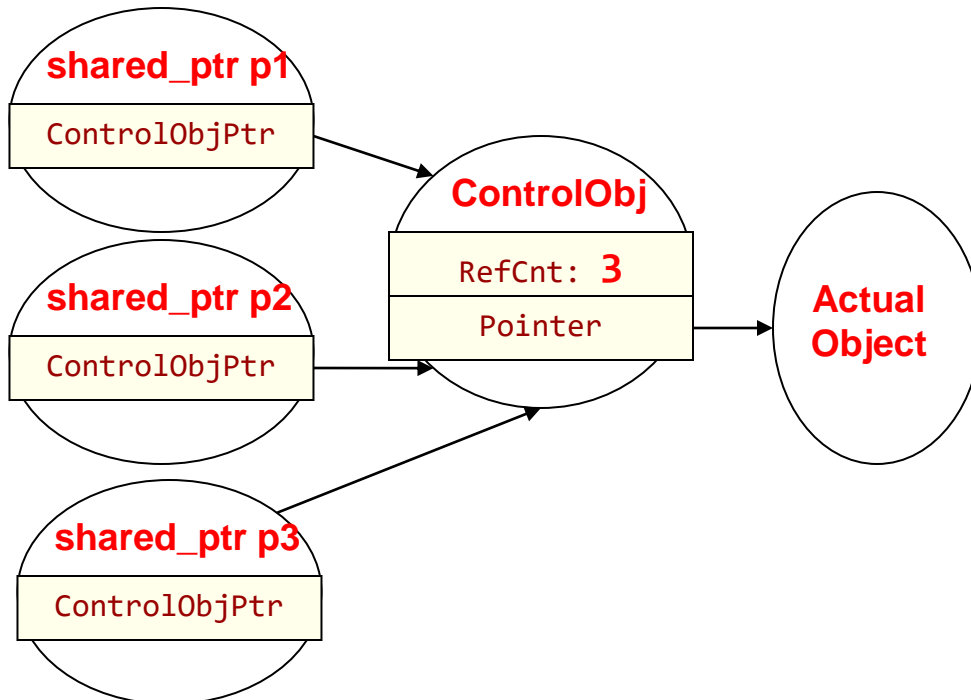 shared_ptr p1
ControlObjPtr
ControlObj
RefCnt: 3
Pointer
shared_ptr p2
ControlObjPtr
Actual
Object
shared_ptr p3
ControlObjPtr